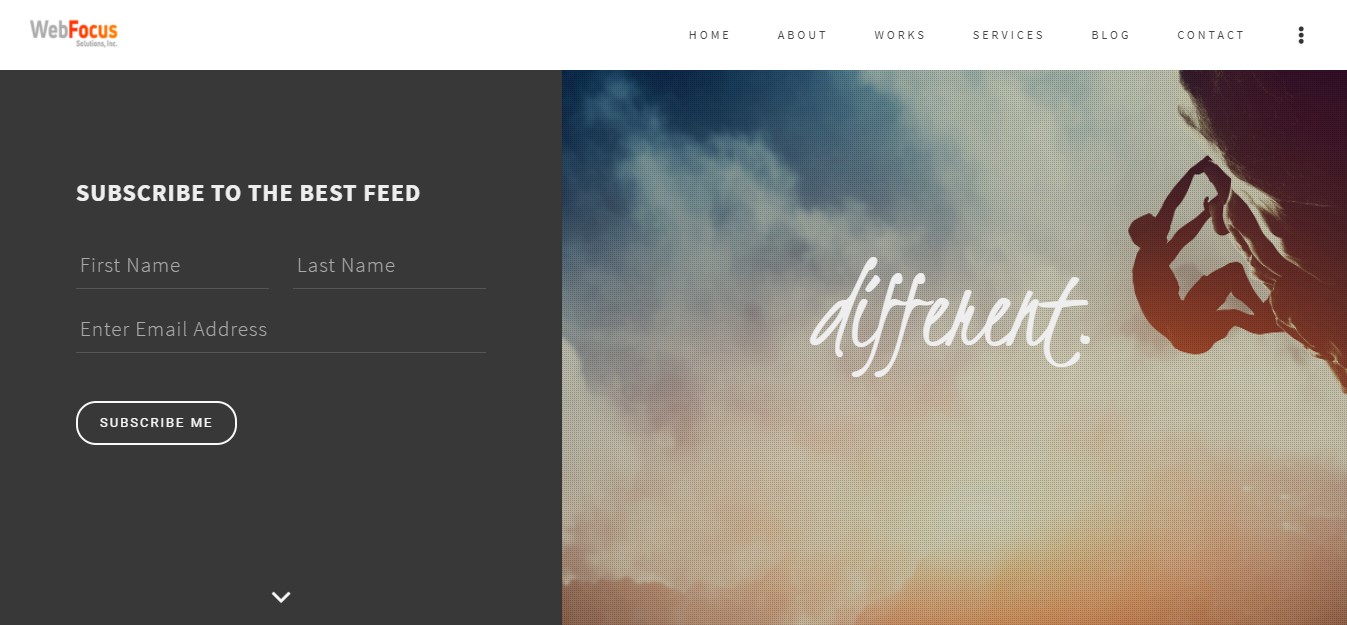 WebFocus
Solutions, Inc.
HOME ABOUT WORKS SERVICES BLOG CONTACT
SUBSCRIBE TO THE BEST FEED
First Name Last Name
Enter Email Address
SUBSCRIBE ME
different.